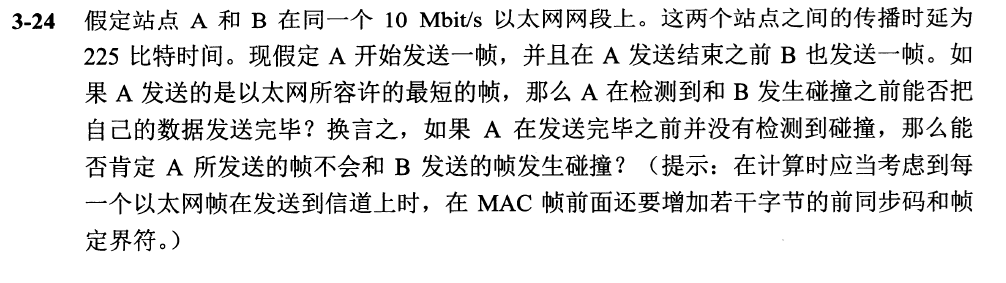 3-24 假定站点 A 和 B 在同一个 10 Mbit/s 以太网网段上。这两个站点之间的传播时延为
225 比特时间。现假定 A 开始发送一帧，并且在 A 发送结束之前 B 也发送一帧。如
果 A 发送的是以太网所容许的最短的帧，那么 A 在检测到和 B 发生碰撞之前能否把
自己的数据发送完毕？换言之，如果 A 在发送完毕之前并没有检测到碰撞，那么能
否肯定 A 所发送的帧不会和 B 发送的帧发生碰撞？（提示：在计算时应当考虑到每
一个以太网帧在发送到信道上时，在 MAC 帧前面还要增加若干字节的前同步码和帧
定界符。）